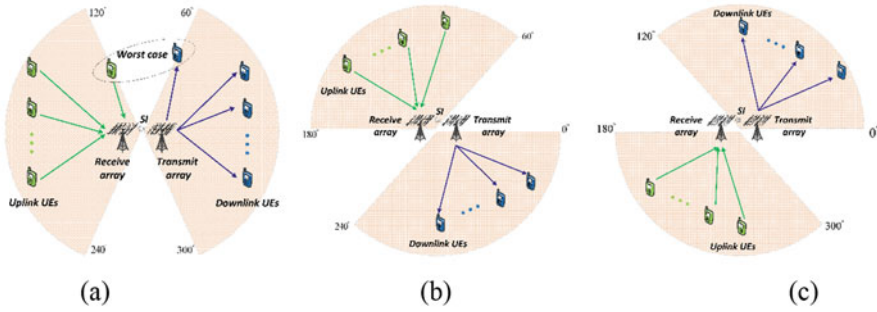 120°
60°
Worst case
SI
Receive
array
Transmit
array
Uplink UEs
Downlink UEs
240
300°
(a)
60°
Uplink UEs
SI
Receive
array
Transmit
array
180°
0°
240°
Downlink UEs
(b)
Downlink UEs
120°
SI
180°
Receive
array
Transmit
array
0°
300°
Uplink UEs
(c)